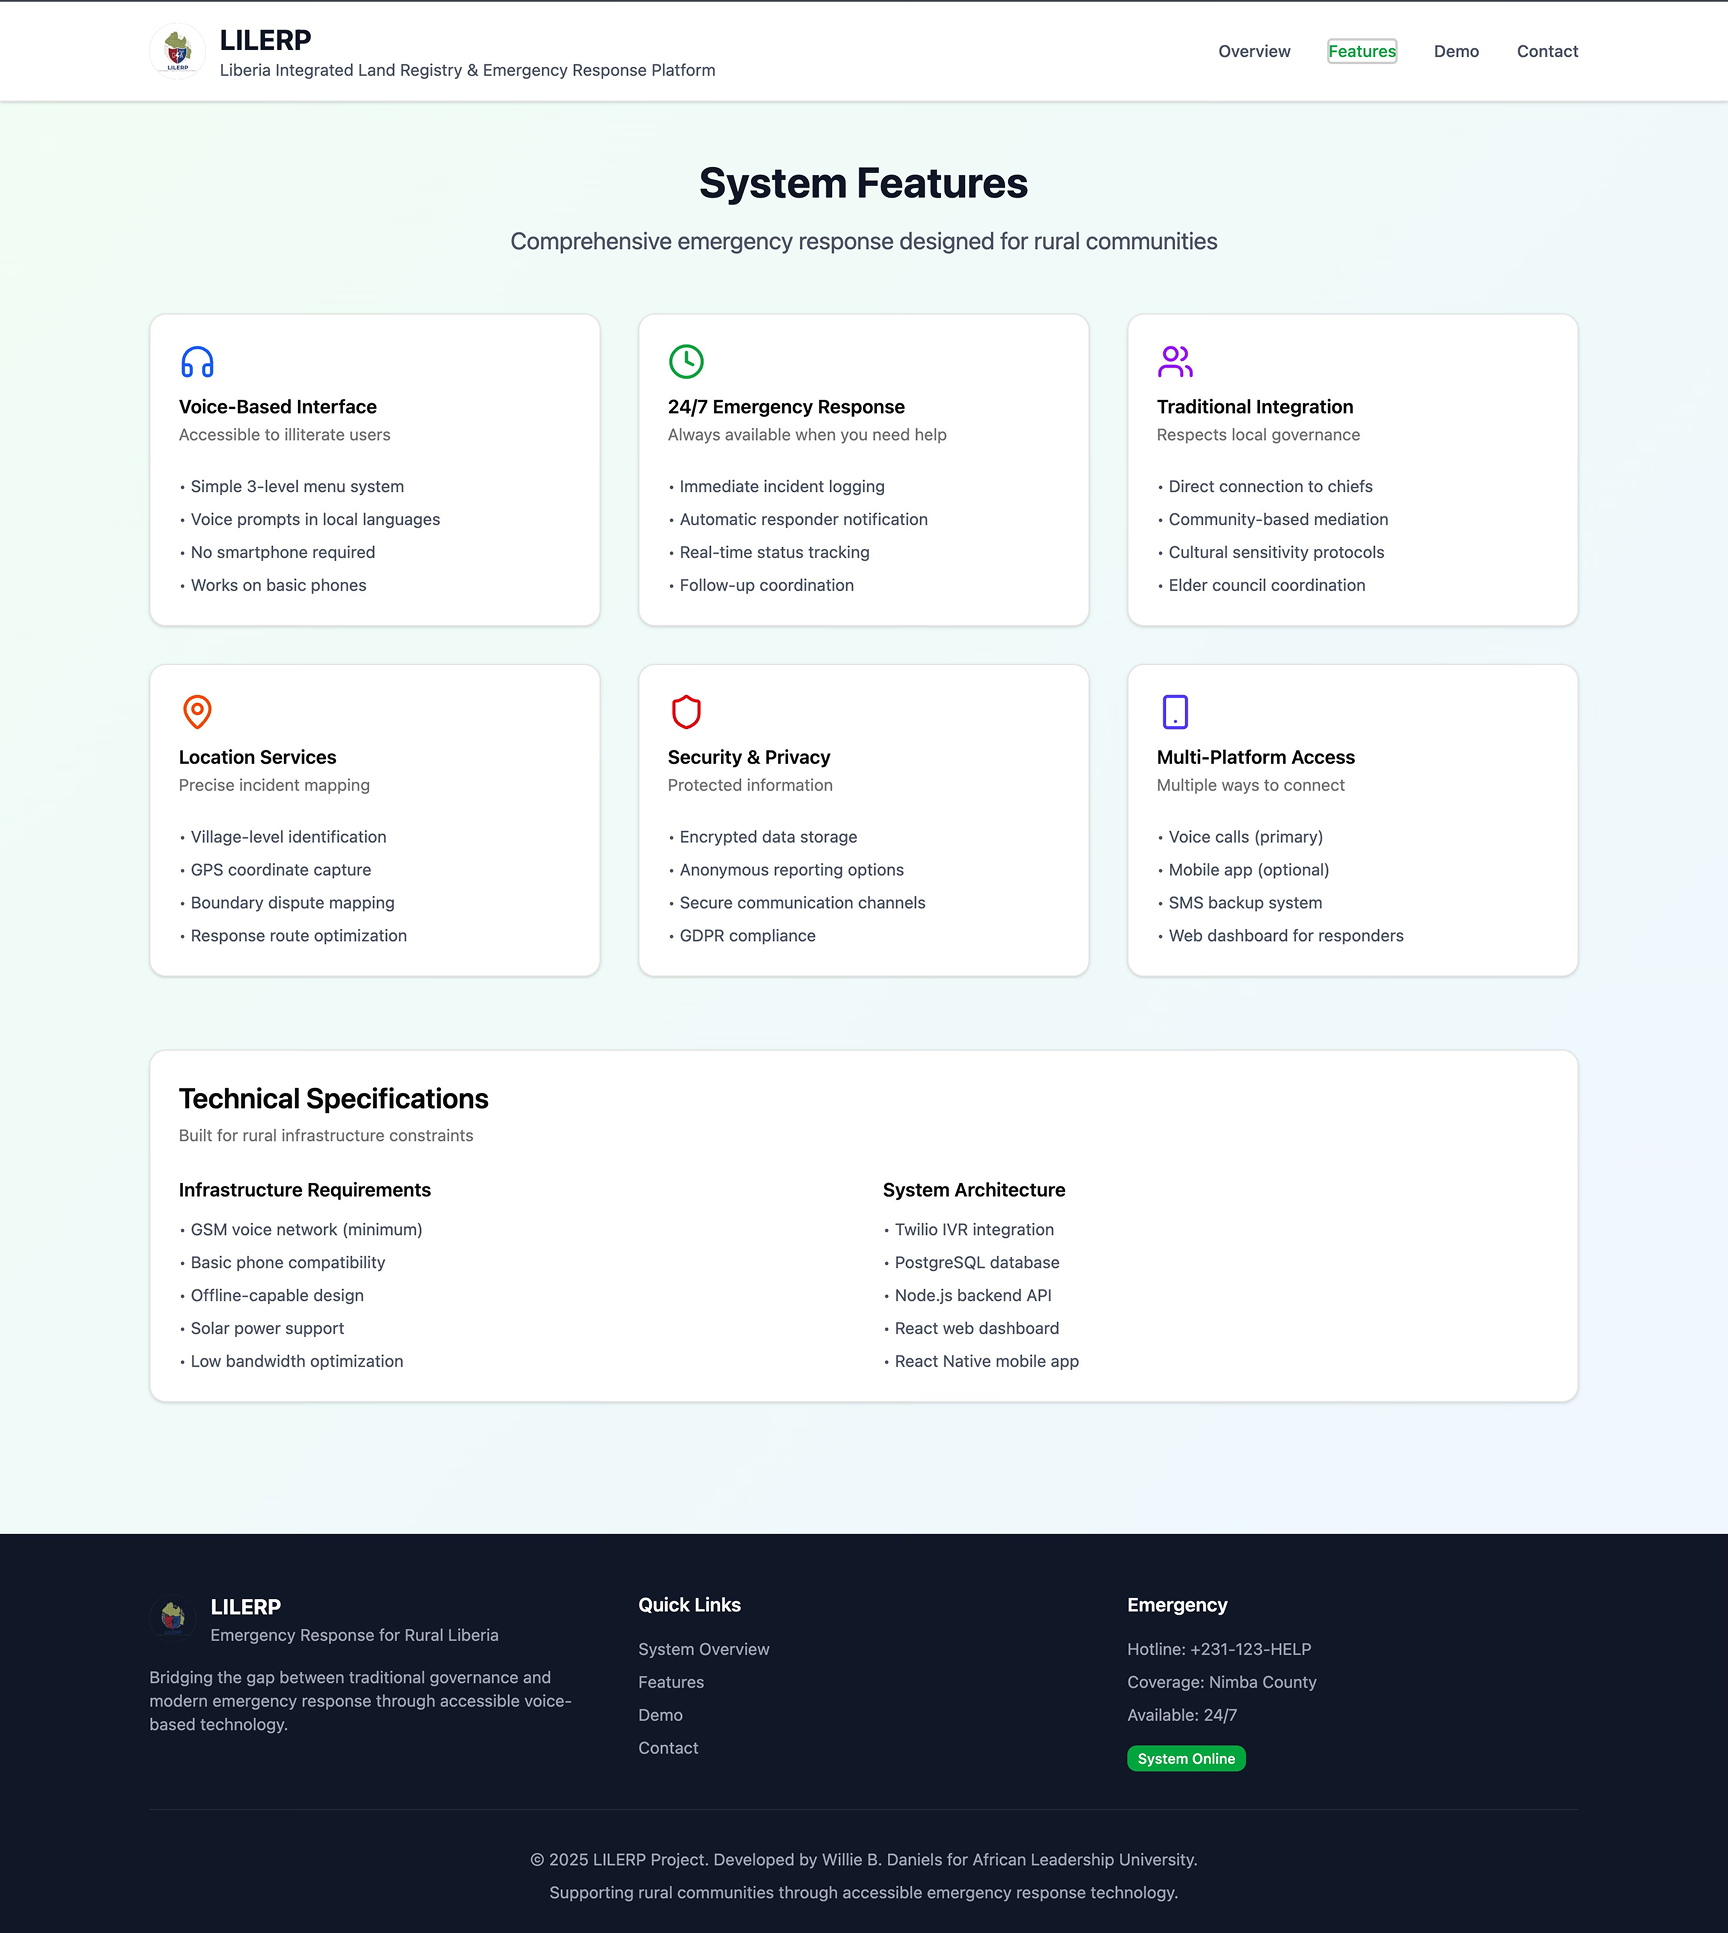 LILERP
LILERP
Liberia Integrated Land Registry & Emergency Response Platform
Overview
Features
Demo
Contact
System Features
Comprehensive emergency response designed for rural communities
Voice-Based Interface
Accessible to illiterate users
• Simple 3-level menu system
• Voice prompts in local languages
• No smartphone required
• Works on basic phones
24/7 Emergency Response
Always available when you need help
• Immediate incident logging
• Automatic responder notification
• Real-time status tracking
• Follow-up coordination
Traditional Integration
Respects local governance
• Direct connection to chiefs
• Community-based mediation
• Cultural sensitivity protocols
• Elder council coordination
Location Services
Precise incident mapping
• Village-level identification
• GPS coordinate capture
• Boundary dispute mapping
• Response route optimization
Security & Privacy
Protected information
• Encrypted data storage
• Anonymous reporting options
• Secure communication channels
• GDPR compliance
Multi-Platform Access
Multiple ways to connect
• Voice calls (primary)
• Mobile app (optional)
• SMS backup system
• Web dashboard for responders
Technical Specifications
Built for rural infrastructure constraints
Infrastructure Requirements
• GSM voice network (minimum)
• Basic phone compatibility
• Offline-capable design
• Solar power support
• Low bandwidth optimization
System Architecture
• Twilio IVR integration
• PostgreSQL database
• Node.js backend API
• React web dashboard
• React Native mobile app
LILERP
Emergency Response for Rural Liberia
Bridging the gap between traditional governance and
modern emergency response through accessible voice-
based technology.
Quick Links
System Overview
Features
Demo
Contact
Emergency
Hotline: +231-123-HELP
Coverage: Nimba County
Available: 24/7
System Online
© 2025 LILERP Project. Developed by Willie B. Daniels for African Leadership University.
Supporting rural communities through accessible emergency response technology.